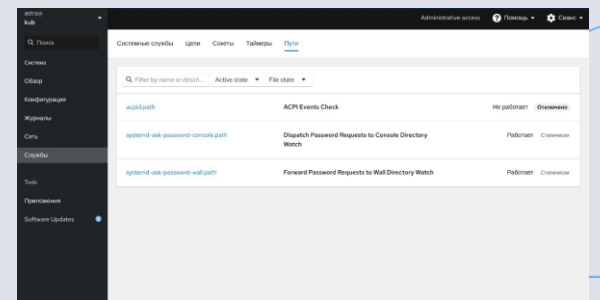 astra@
kub
Administrative access
Помощь
Сеанс
Поиск
Системные службы Цели Сокеты Таймеры Пути
Система
Обзор
Конфигурация
Журналы
Сеть
Службы
Tools
Приложения
Software Updates
Filter by name or descri... Active state File state
acpid.path ACPI Events Check Не работает Отключено
systemd-ask-password-console.path Dispatch Password Requests to Console Directory Watch Работает Статически
systemd-ask-password-wall.path Forward Password Requests to Wall Directory Watch Работает Статически